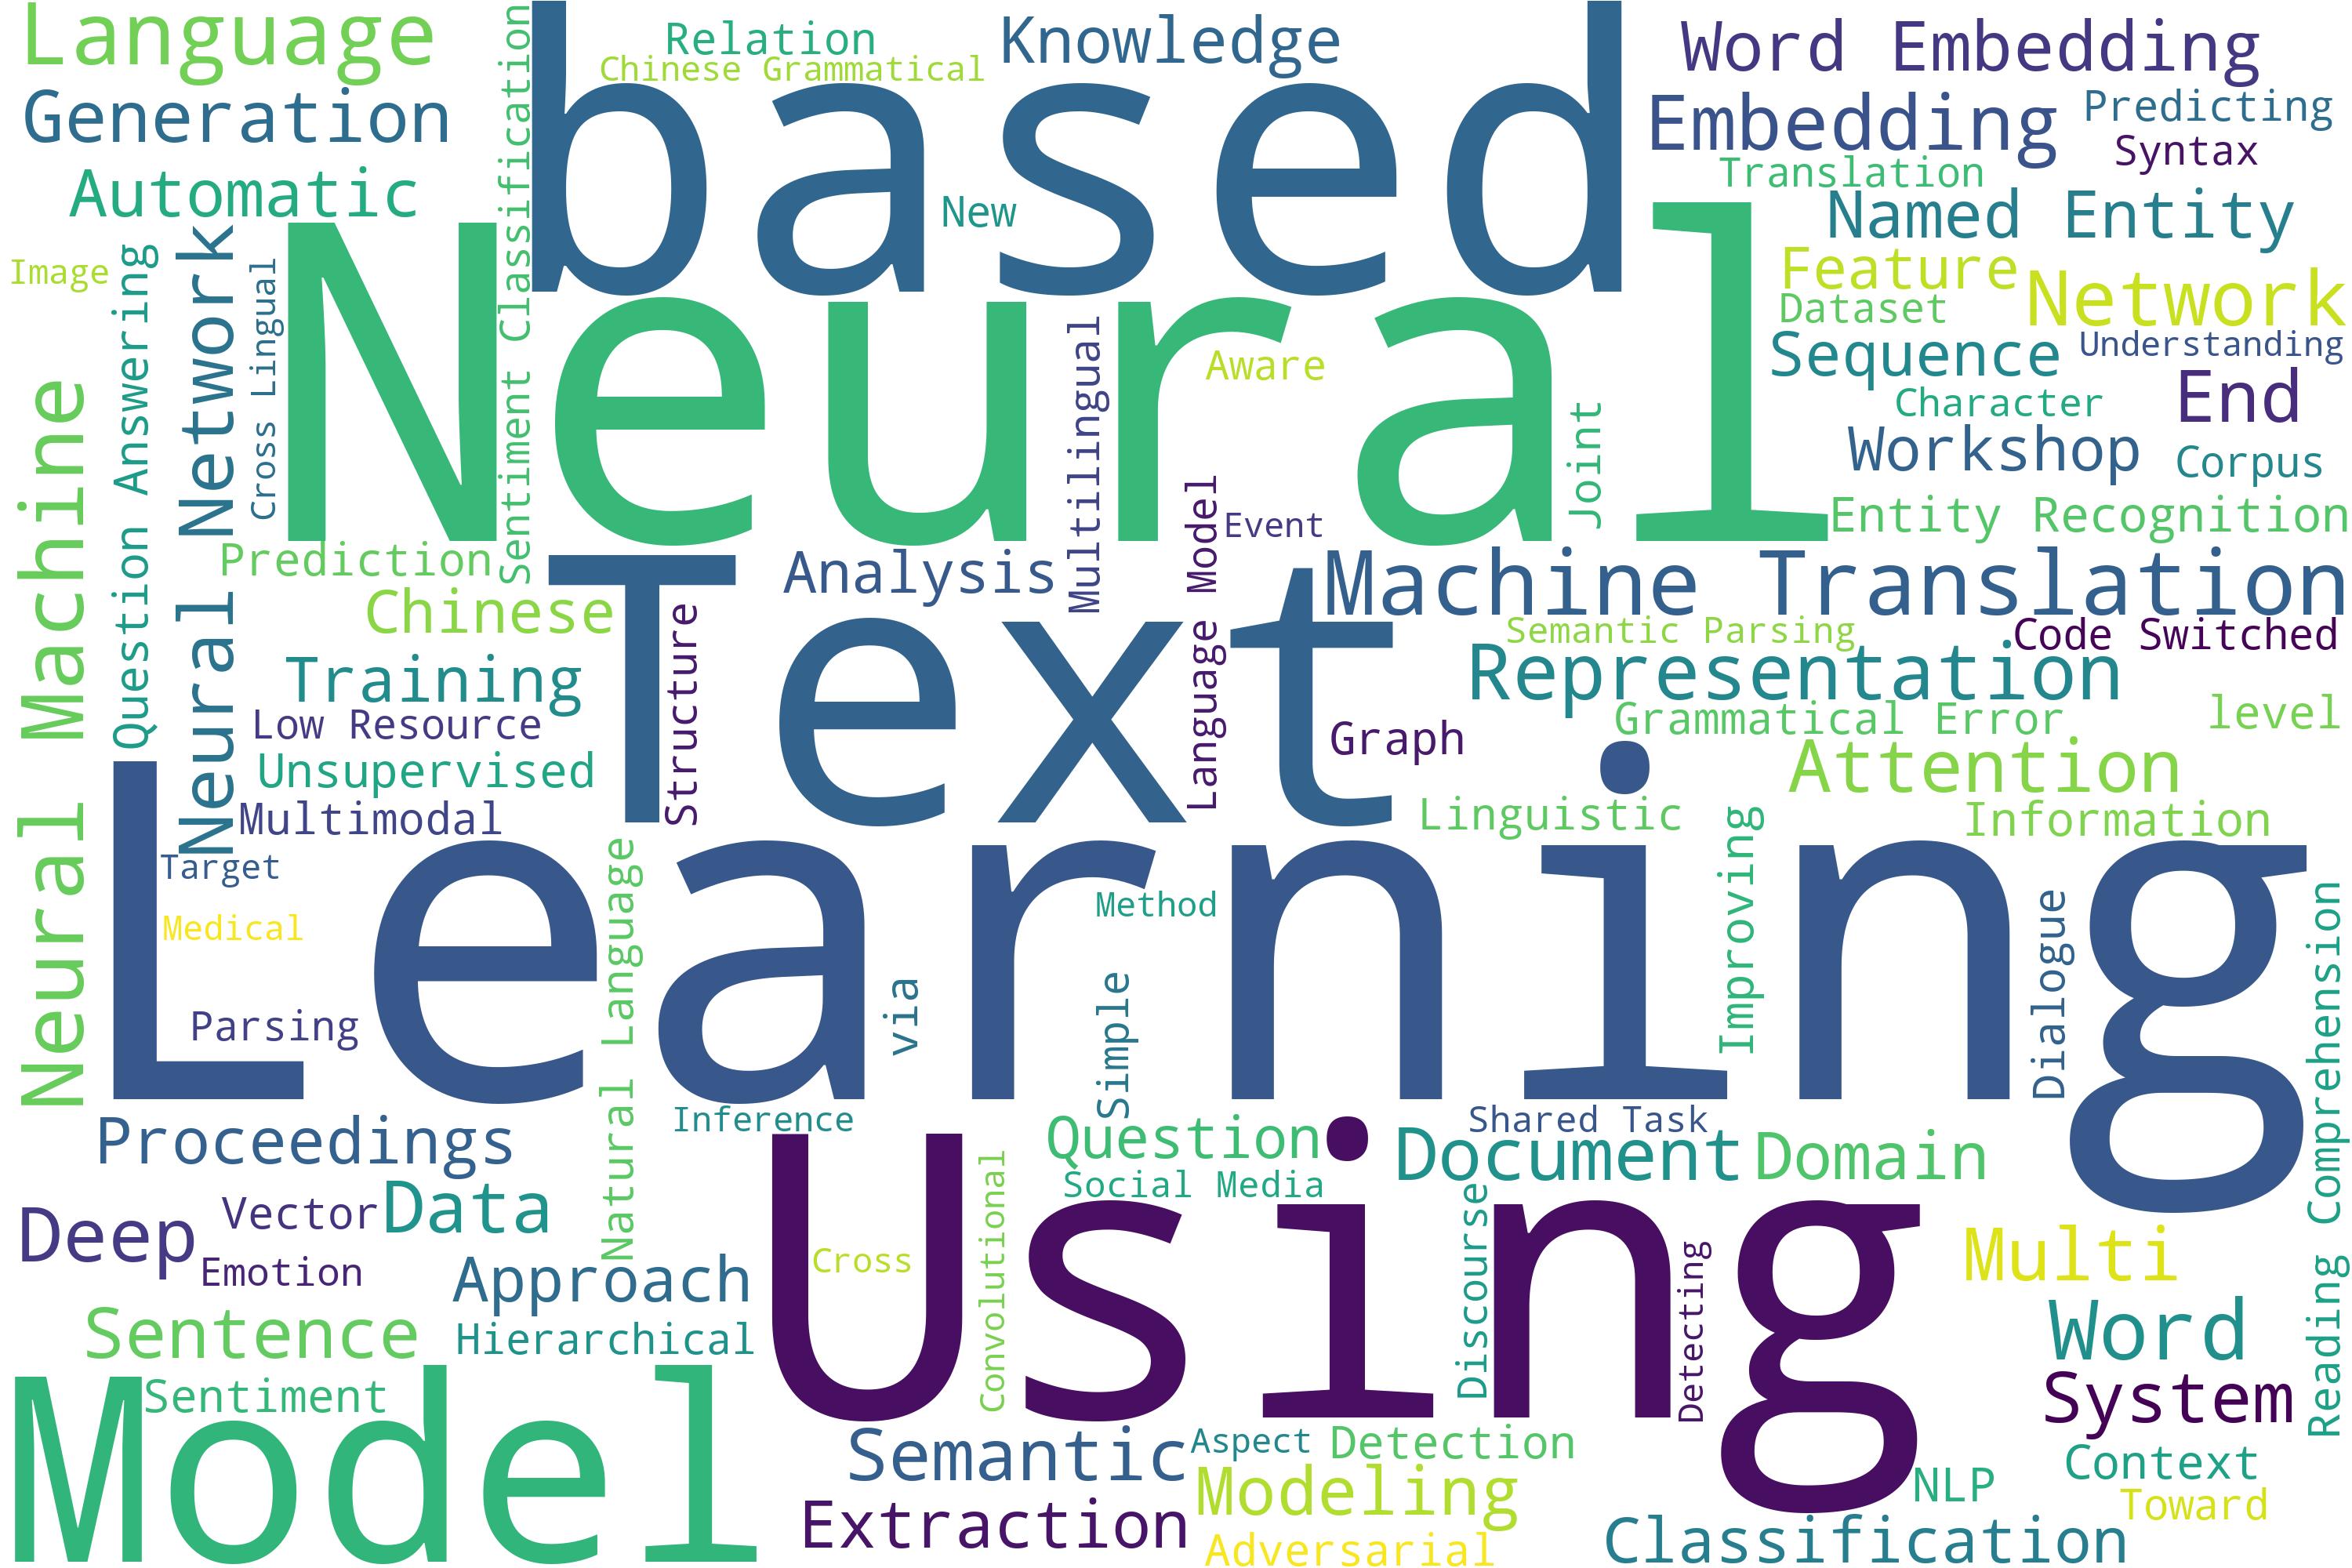 Language
Generation
Automatic
Image
Question Answering
Neural Network
Cross Lingual
Neural Machine
Sentiment Classification
Relation
Chinese Grammatical
Knowledge
based
New
Word Embedding
Embedding
Predicting
Syntax
Translation
Named Entity
Feature
Dataset
Network
Sequence
Understanding
Character
End
Workshop
Corpus
Entity Recognition
Neural
Multilingual
Aware
Joint
Event
Language Model
Prediction
Analysis
Chinese
Text
Structure
Machine Translation
Semantic Parsing
Code Switched
Representation
Grammatical Error
level
Training
Low Resource
Unsupervised
Multimodal
Graph
Attention
Linguistic
Information
Learning
Target
Medical
Parsing
Natural Language
via
Method
Simple
Improving
Dialogue
Reading Comprehension
Proceedings
Inference
Question
Social Media
Shared Task
Document
Domain
Deep
Vector
Data
Emotion
Approach
Sentence
Hierarchical
Using
Cross
Convolutional
Discourse
Detecting
Multi
Word
System
Model
Sentiment
Semantic
Aspect
Detection
Modeling
Extraction
Adversarial
NLP
Context
Toward
Classification